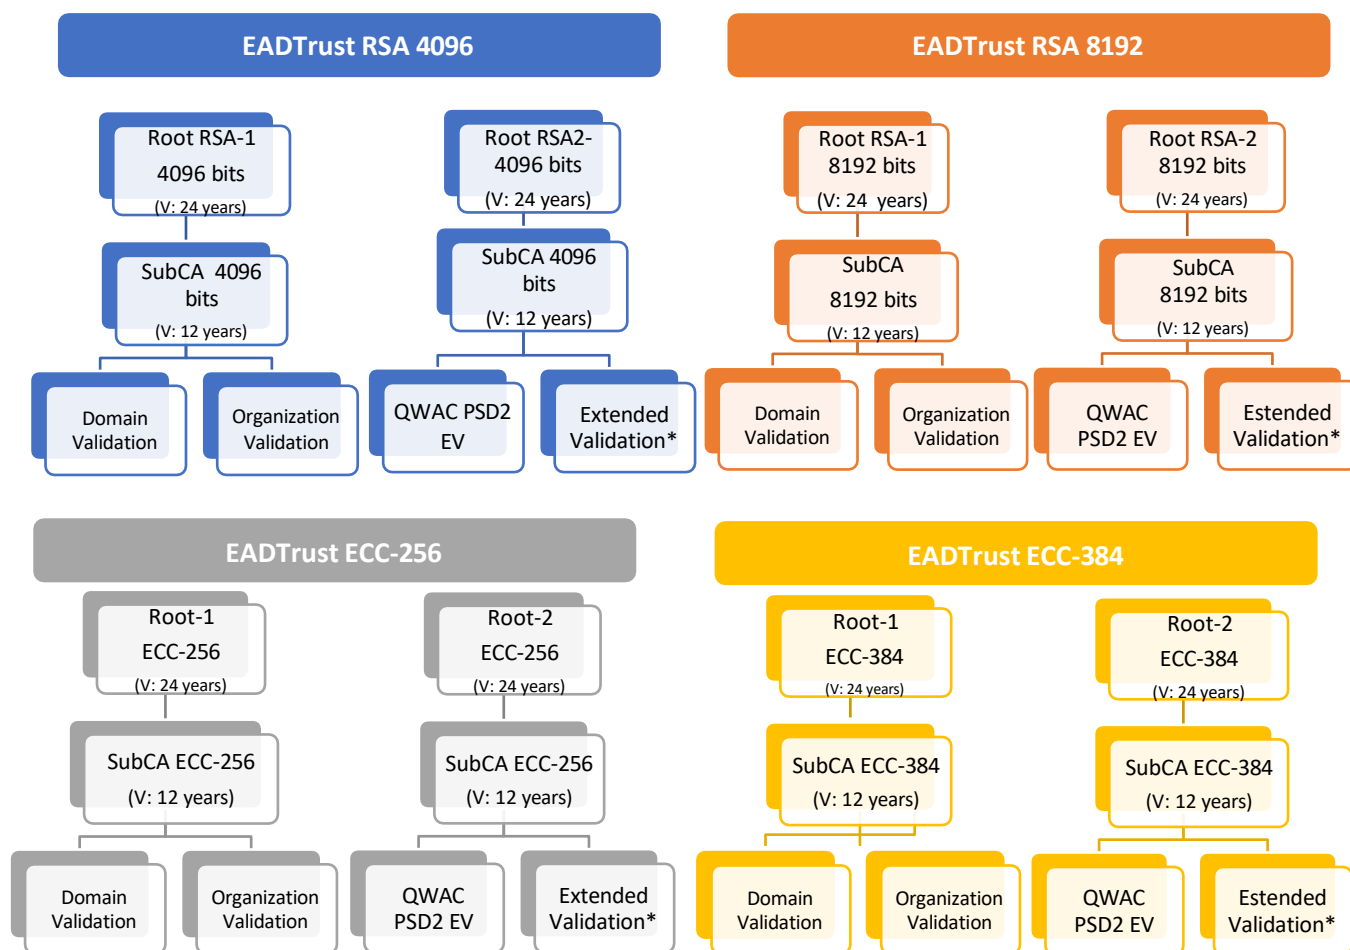 EADTrust RSA 4096
Root RSA-1
4096 bits
(V: 24 years)
Root RSA2-
4096 bits
(V: 24 years)
SubCA 4096
bits
(V: 12 years)
SubCA 4096
bits
(V: 12 years)
Domain
Validation
Organization
Validation
QWAC PSD2
EV
Extended
Validation*
EADTrust RSA 8192
Root RSA-1
8192 bits
(V: 24 years)
Root RSA-2
8192 bits
(V: 24 years)
SubCA
8192 bits
(V: 12 years)
SubCA
8192 bits
(V: 12 years)
Domain
Validation
Organization
Validation
QWAC
PSD2 EV
Estended
Validation*
EADTrust ECC-256
Root-1
ECC-256
(V: 24 years)
Root-2
ECC-256
(V: 24 years)
SubCA ECC-256
(V: 12 years)
SubCA ECC-256
(V: 12 years)
Domain
Validation
Organization
Validation
QWAC
PSD2 EV
Extended
Validation*
EADTrust ECC-384
Root-1
ECC-384
(V: 24 years)
Root-2
ECC-384
(V: 24 years)
SubCA ECC-384
(V: 12 years)
SubCA ECC-384
(V: 12 years)
Domain
Validation
Organization
Validation
QWAC
PSD2 EV
Estended
Validation*